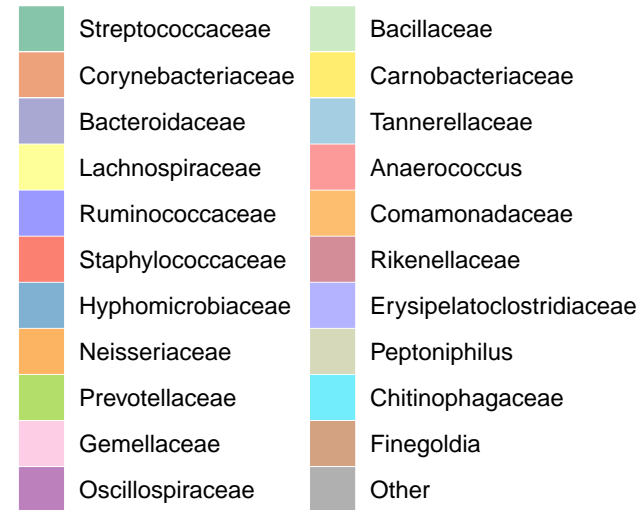 Streptococcaceae
Corynebacteriaceae
Bacteroidaceae
Lachnospiraceae
Ruminococcaceae
Staphylococcaceae
Hyphomicrobiaceae
Neisseriaceae
Prevotellaceae
Gemellaceae
Oscillospiraceae
Bacillaceae
Carnobacteriaceae
Tannerellaceae
Anaerococcus
Comamonadaceae
Rikenellaceae
Erysipelatoclostridiaceae
Peptoniphilus
Chitinophagaceae
Finegoldia
Other